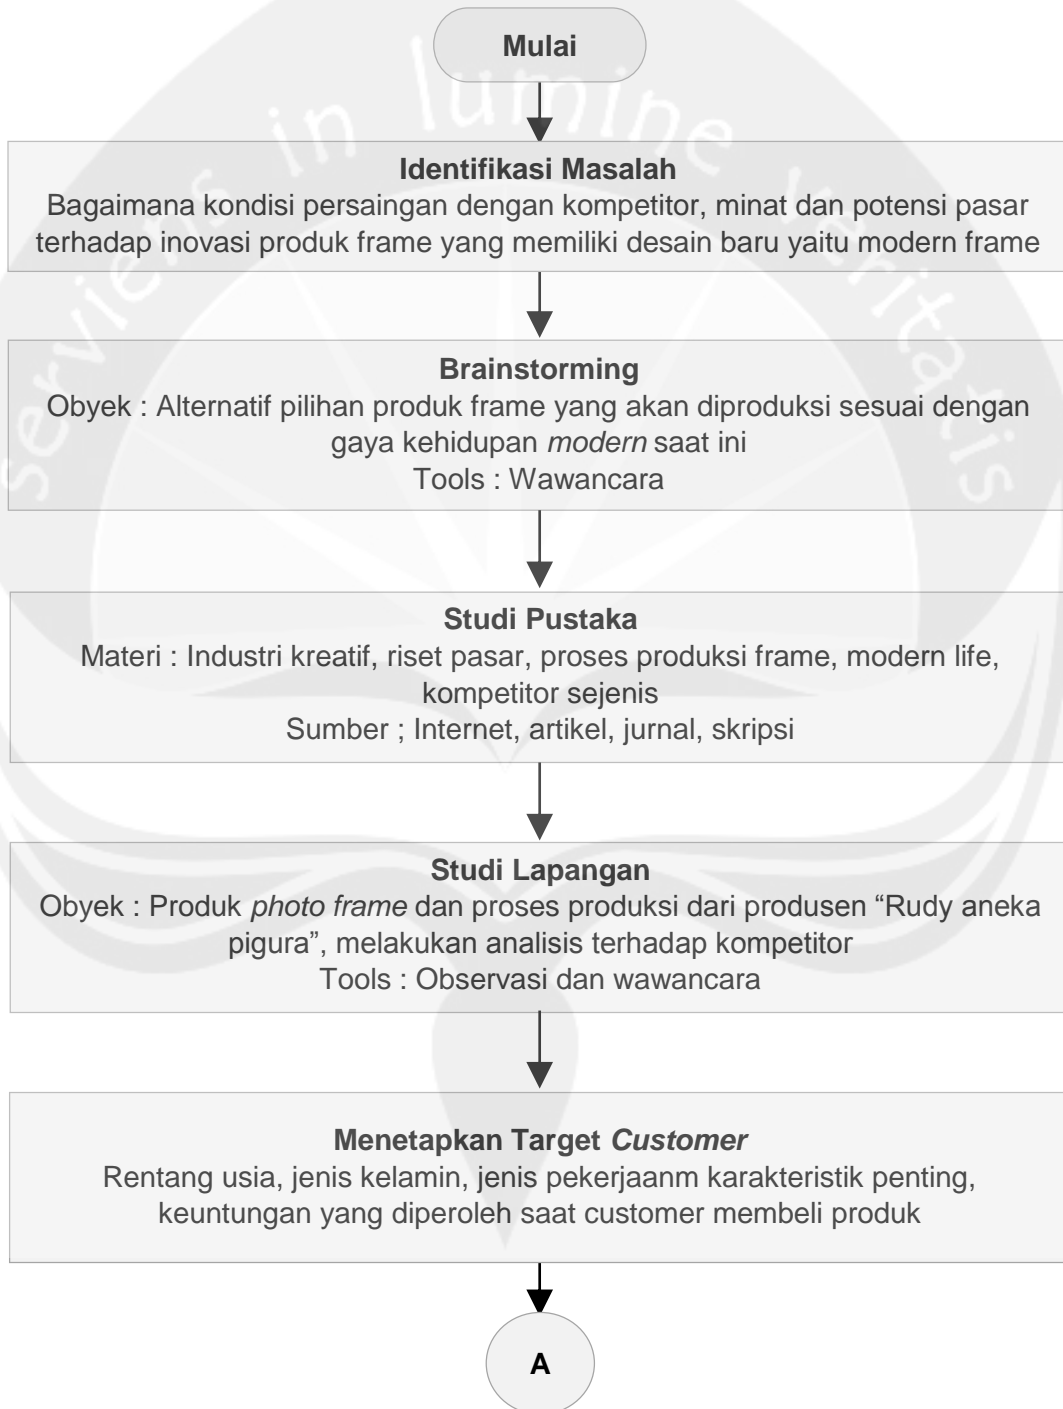 Mulai
serviens in lumine veritatis
Identifikasi Masalah
Bagaimana kondisi persaingan dengan kompetitor, minat dan potensi pasar
terhadap inovasi produk frame yang memiliki desain baru yaitu modern frame
Brainstorming
Obyek : Alternatif pilihan produk frame yang akan diproduksi sesuai dengan
gaya kehidupan modern saat ini
Tools : Wawancara
Studi Pustaka
Materi : Industri kreatif, riset pasar, proses produksi frame, modern life,
kompetitor sejenis
Sumber ; Internet, artikel, jurnal, skripsi
Studi Lapangan
Obyek : Produk photo frame dan proses produksi dari produsen “Rudy aneka
pigura”, melakukan analisis terhadap kompetitor
Tools : Observasi dan wawancara
Menetapkan Target Customer
Rentang usia, jenis kelamin, jenis pekerjaanm karakteristik penting,
keuntungan yang diperoleh saat customer membeli produk
A